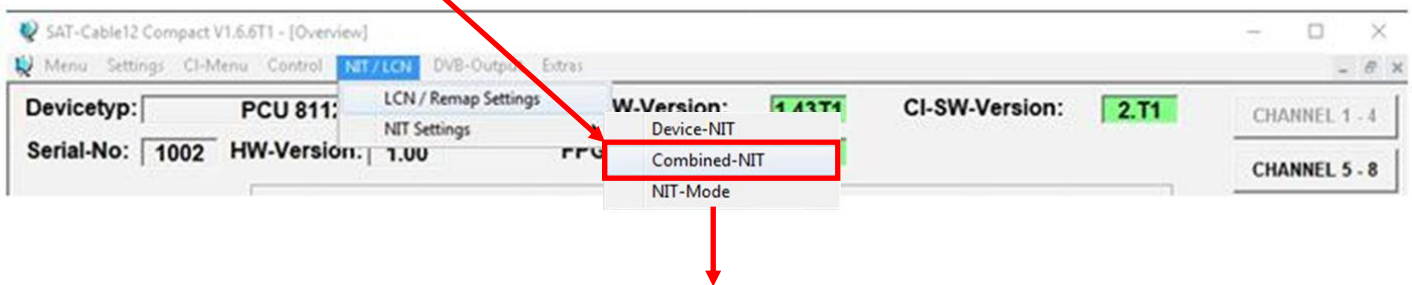 SAT-Cable12 Compact V1.6.6T1 - [Overview]
Menu Settings CI-Menu Control NIT/LCN DVB-Output Extras
LCN / Remap Settings
NIT Settings
Device-NIT
Combined-NIT
NIT-Mode
Devicetyp: PCU 8112 W-Version: 1.43T1 CI-SW-Version: 2.T1 CHANNEL 1 - 4
Serial-No: 1002 HW-Version: 1.00 CHANNEL 5 - 8